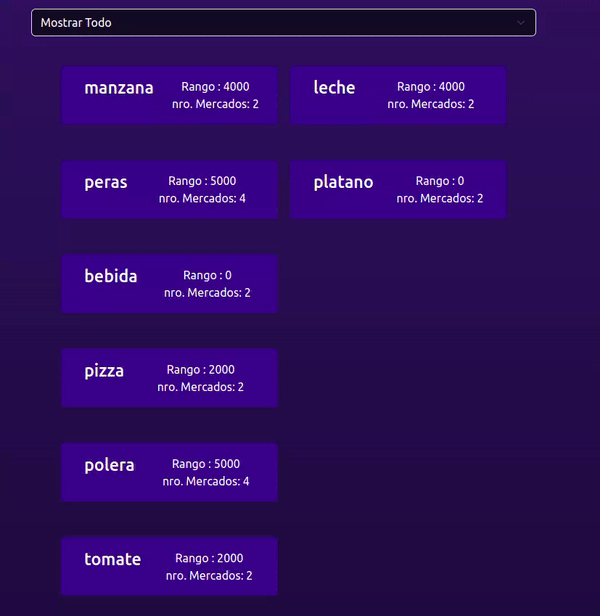 Mostrar Todo
manzana
Rango : 4000
nro. Mercados: 2
leche
Rango : 4000
nro. Mercados: 2
peras
Rango : 5000
nro. Mercados: 4
platano
Rango : 0
nro. Mercados: 2
bebida
Rango : 0
nro. Mercados: 2
pizza
Rango : 2000
nro. Mercados: 2
polera
Rango : 5000
nro. Mercados: 4
tomate
Rango : 2000
nro. Mercados: 2